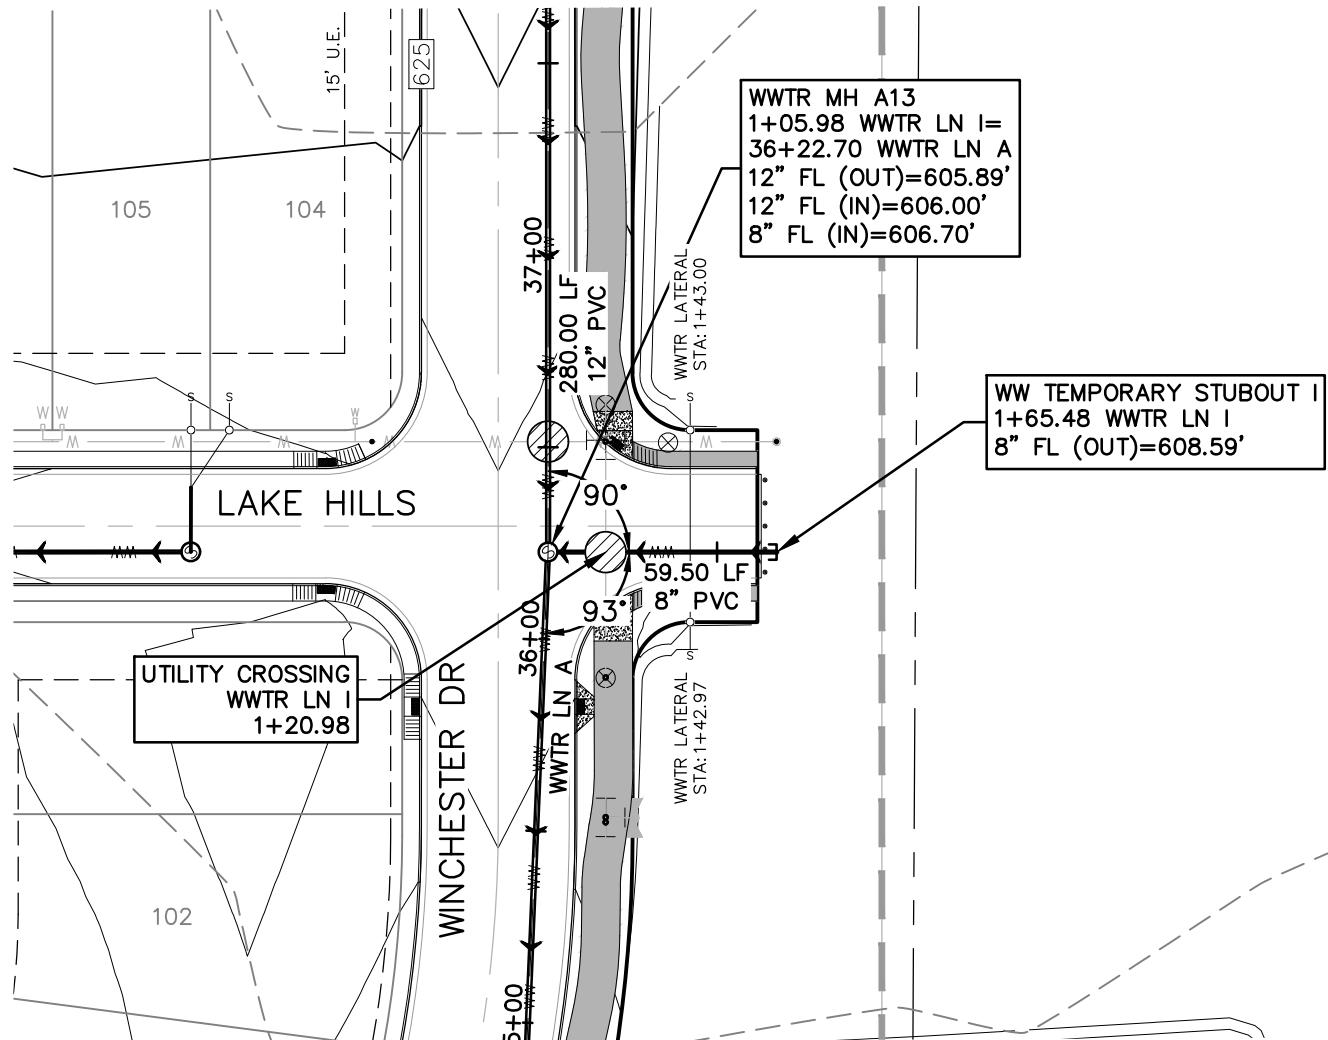 15' U.E.
625
WWTR MH A13
1+05.98 WWTR LN I=
36+22.70 WWTR LN A
12" FL (OUT)=605.89'
12" FL (IN)=606.00'
8" FL (IN)=606.70'
105
104
37+00
280.00 LF
12" PVC
WWTR LATERAL
STA:1+43.00
WW TEMPORARY STUBOUT I
1+65.48 WWTR LN I
8" FL (OUT)=608.59'
S
S
S
W
W
W
W
W
W
W
W
W
LAKE HILLS
90°
WW
WW
59.50 LF
8" PVC
93°
36+00
WWTR LN A
UTILITY CROSSING
WWTR LN I
1+20.98
S
WWTR LATERAL
STA:1+42.97
WINCHESTER DR
102
5+00